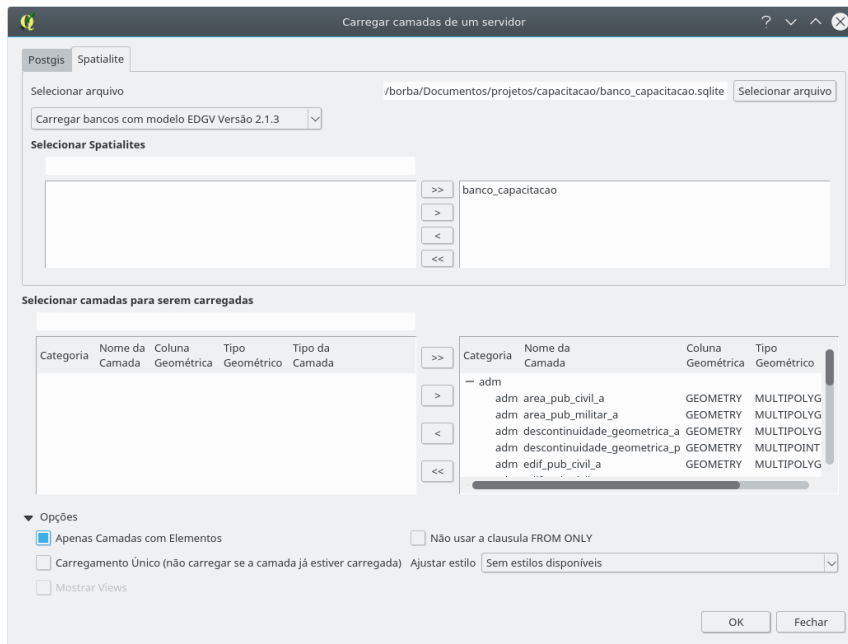 Carregar camadas de um servidor
Postgis Spatialite
Selecionar arquivo /borba/Documentos/projetos/capacitacao/banco_capacitacao.sqlite Selecionar arquivo
Carregar bancos com modelo EDGV Versão 2.1.3
Selecionar Spatialites
>> banco_capacitacao
>
<
<<
Selecionar camadas para serem carregadas
Categoria Nome da Camada Coluna Geométrica Tipo Geométrico Tipo da Camada
>>
>
<
<<
Categoria Nome da Camada Coluna Geométrica Tipo Geométrico
adm
adm area_pub_civil_a GEOMETRY MULTIPOLYG
adm area_pub_militar_a GEOMETRY MULTIPOLYG
adm descontinuidade_geometrica_a GEOMETRY MULTIPOLYG
adm descontinuidade_geometrica_p GEOMETRY MULTIPOINT
adm edif_pub_civil_a GEOMETRY MULTIPOLYG
Opções
Apenas Camadas com Elementos Não usar a clausula FROM ONLY
Carregamento Único (não carregar se a camada já estiver carregada) Ajustar estilo Sem estilos disponíveis
Mostrar Views
OK Fechar